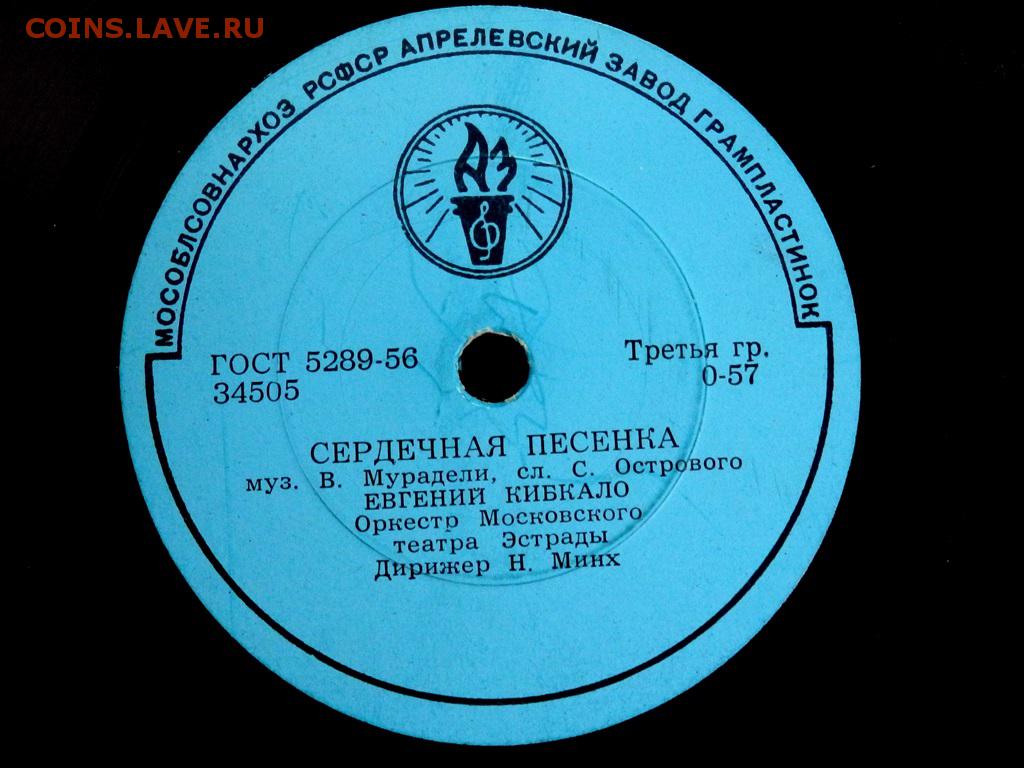 COINS.LAVE.RU
МОСОБЛСОВНАРХОЗ РСФСР АПРЕЛЕВСКИЙ ЗАВОД ГРАМПЛАСТИНОК
АЗ
ГОСТ 5289-56
34505
Третья гр.
0-57
СЕРДЕЧНАЯ ПЕСЕНКА
муз. В. Мурадели, сл. С. Острового
ЕВГЕНИЙ КИБКАЛО
Оркестр Московского
театра Эстрады
Дирижер Н. Минх